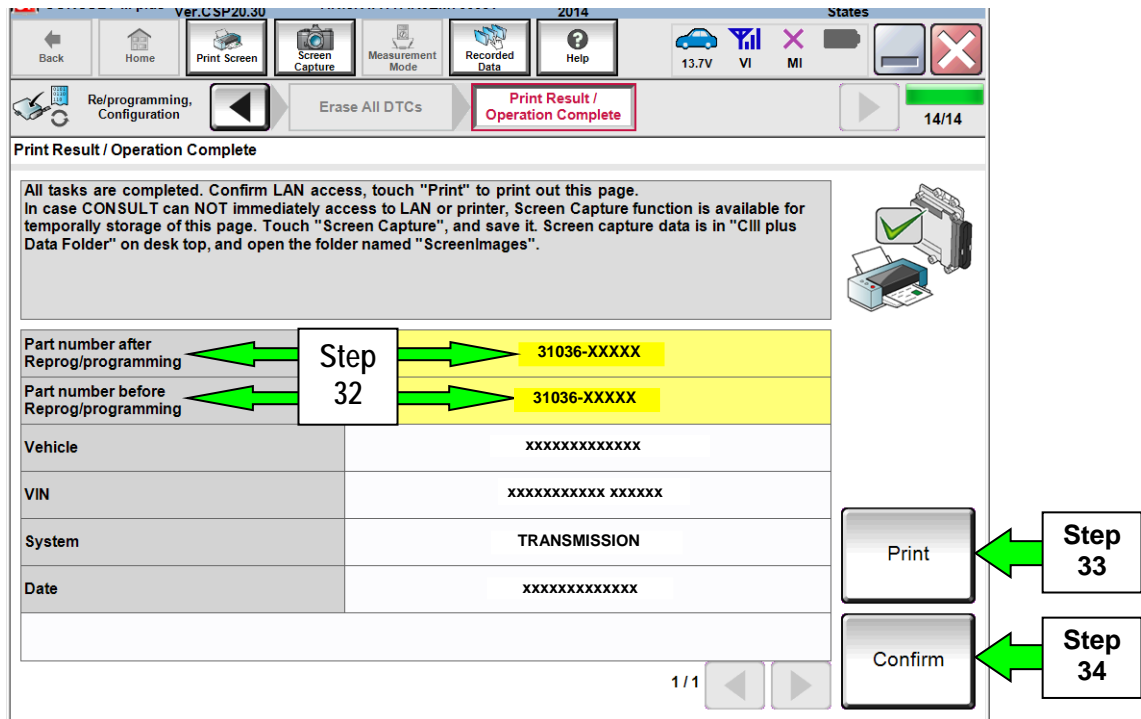 Ver.CSP20.30
2014
States
Back
Home
Print Screen
Screen
Capture
Measurement
Mode
Recorded
Data
Help
13.7V
VI
MI
Re/programming,
Configuration
Erase All DTCs
Print Result /
Operation Complete
14/14
Print Result / Operation Complete
All tasks are completed. Confirm LAN access, touch "Print" to print out this page.
In case CONSULT can NOT immediately access to LAN or printer, Screen Capture function is available for
temporally storage of this page. Touch "Screen Capture", and save it. Screen capture data is in "CIII plus
Data Folder" on desk top, and open the folder named "ScreenImages".
Part number after
Reprog/programming
31036-XXXXX
Step
32
Part number before
Reprog/programming
31036-XXXXX
Vehicle
xxxxxxxxxxxxx
VIN
xxxxxxxxxxx xxxxxx
System
TRANSMISSION
Date
xxxxxxxxxxxxx
Print
Step
33
Confirm
Step
34
1/1